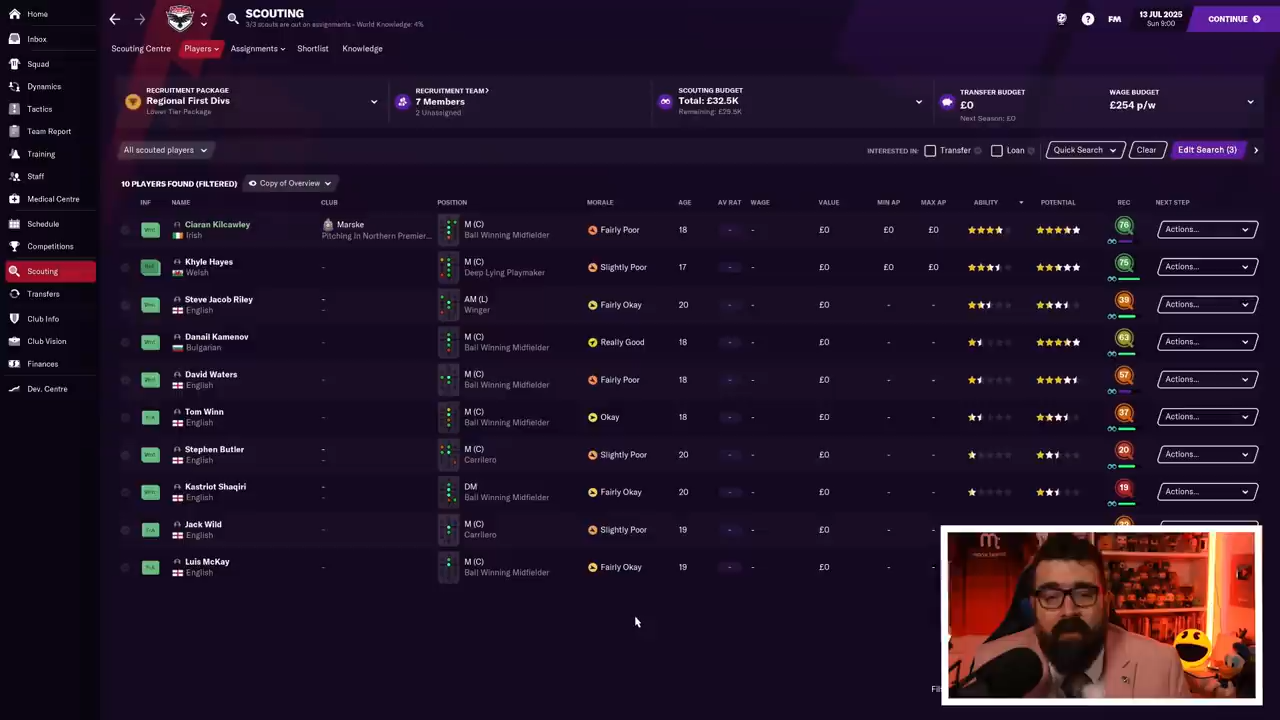 Home
SCOUTING
3/3 scouts are out on assignments - World Knowledge: 4%
FM
13 JUL 2025
Sun 9:00
CONTINUE
Inbox
Squad
Dynamics
Tactics
Team Report
Training
Staff
Medical Centre
Schedule
Competitions
Scouting
Transfers
Club Info
Club Vision
Finances
Dev. Centre
Scouting Centre
Players
Assignments
Shortlist
Knowledge
RECRUITMENT PACKAGE
Regional First Divs
Lower Tier Package
RECRUITMENT TEAM
7 Members
2 Unassigned
SCOUTING BUDGET
Total: £32.5K
Remaining: £29.5K
TRANSFER BUDGET
£0
Next Season: £0
WAGE BUDGET
£254 p/w
All scouted players
INTERESTED IN:
Transfer
Loan
Quick Search
Clear
Edit Search (3)
10 PLAYERS FOUND (FILTERED)
Copy of Overview
INF NAME CLUB POSITION MORALE AGE AV RAT WAGE VALUE MIN AP MAX AP ABILITY POTENTIAL REC NEXT STEP
Wnt Ciaran Kilcawley Marske M (C) Fairly Poor 18 - - £0 £0 £0 76 Actions...
Irish Pitching in Northern Premier... Ball Winning Midfielder
Khyle Hayes - M (C) Slightly Poor 17 - - £0 £0 £0 75 Actions...
Welsh Deep Lying Playmaker
Wnt Steve Jacob Riley - AM (L) Fairly Okay 20 - - £0 - - 39 Actions...
English Winger
Wnt Danail Kamenov - M (C) Really Good 18 - - £0 - - 63 Actions...
Bulgarian Ball Winning Midfielder
Wnt David Waters - M (C) Fairly Poor 18 - - £0 - - 57 Actions...
English Ball Winning Midfielder
Tom Winn - M (C) Okay 18 - - £0 - - 37 Actions...
English Ball Winning Midfielder
Wnt Stephen Butler - M (C) Slightly Poor 20 - - £0 - - 20 Actions...
English Carrilero
Wnt Kastriot Shaqiri - DM Fairly Okay 20 - - £0 - - 19 Actions...
English Ball Winning Midfielder
Jack Wild - M (C) Slightly Poor 19 - - £0 -
English Carrilero
Luis McKay - M (C) Fairly Okay 19 - - £0 -
English Ball Winning Midfielder